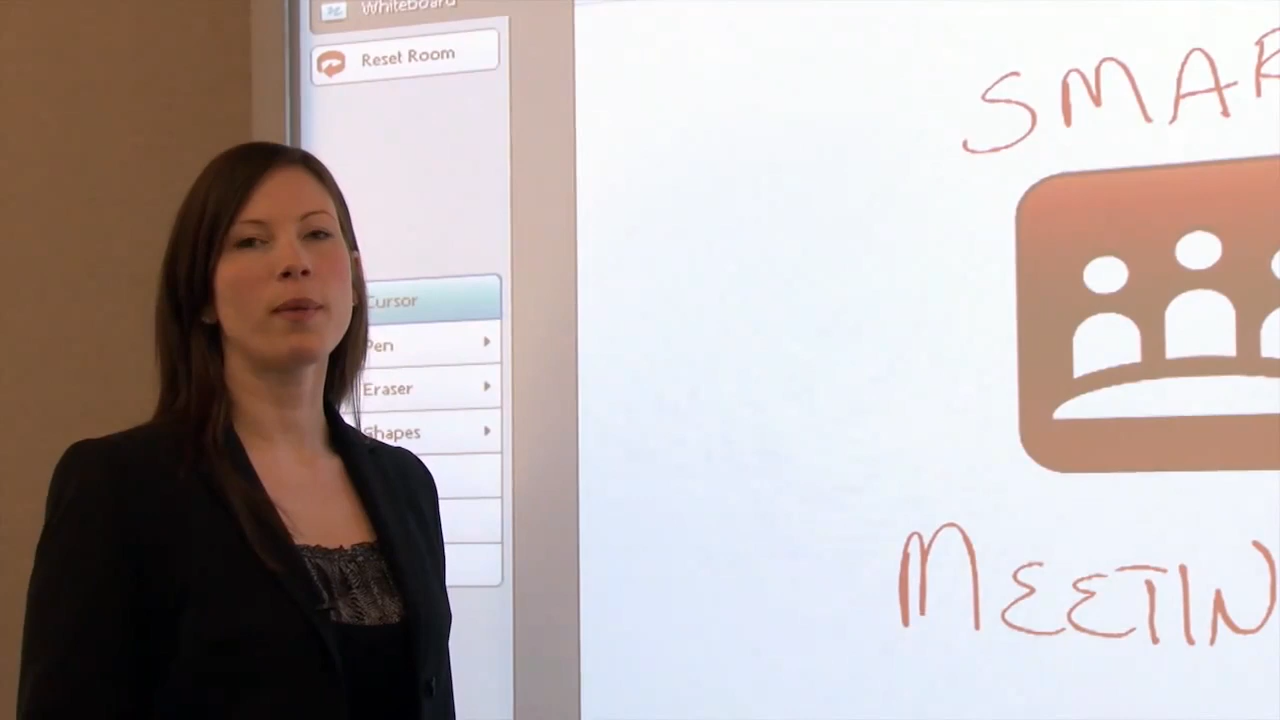 Whiteboard
Reset Room
Cursor
Pen
Eraser
Shapes
SMAR
MEETIN